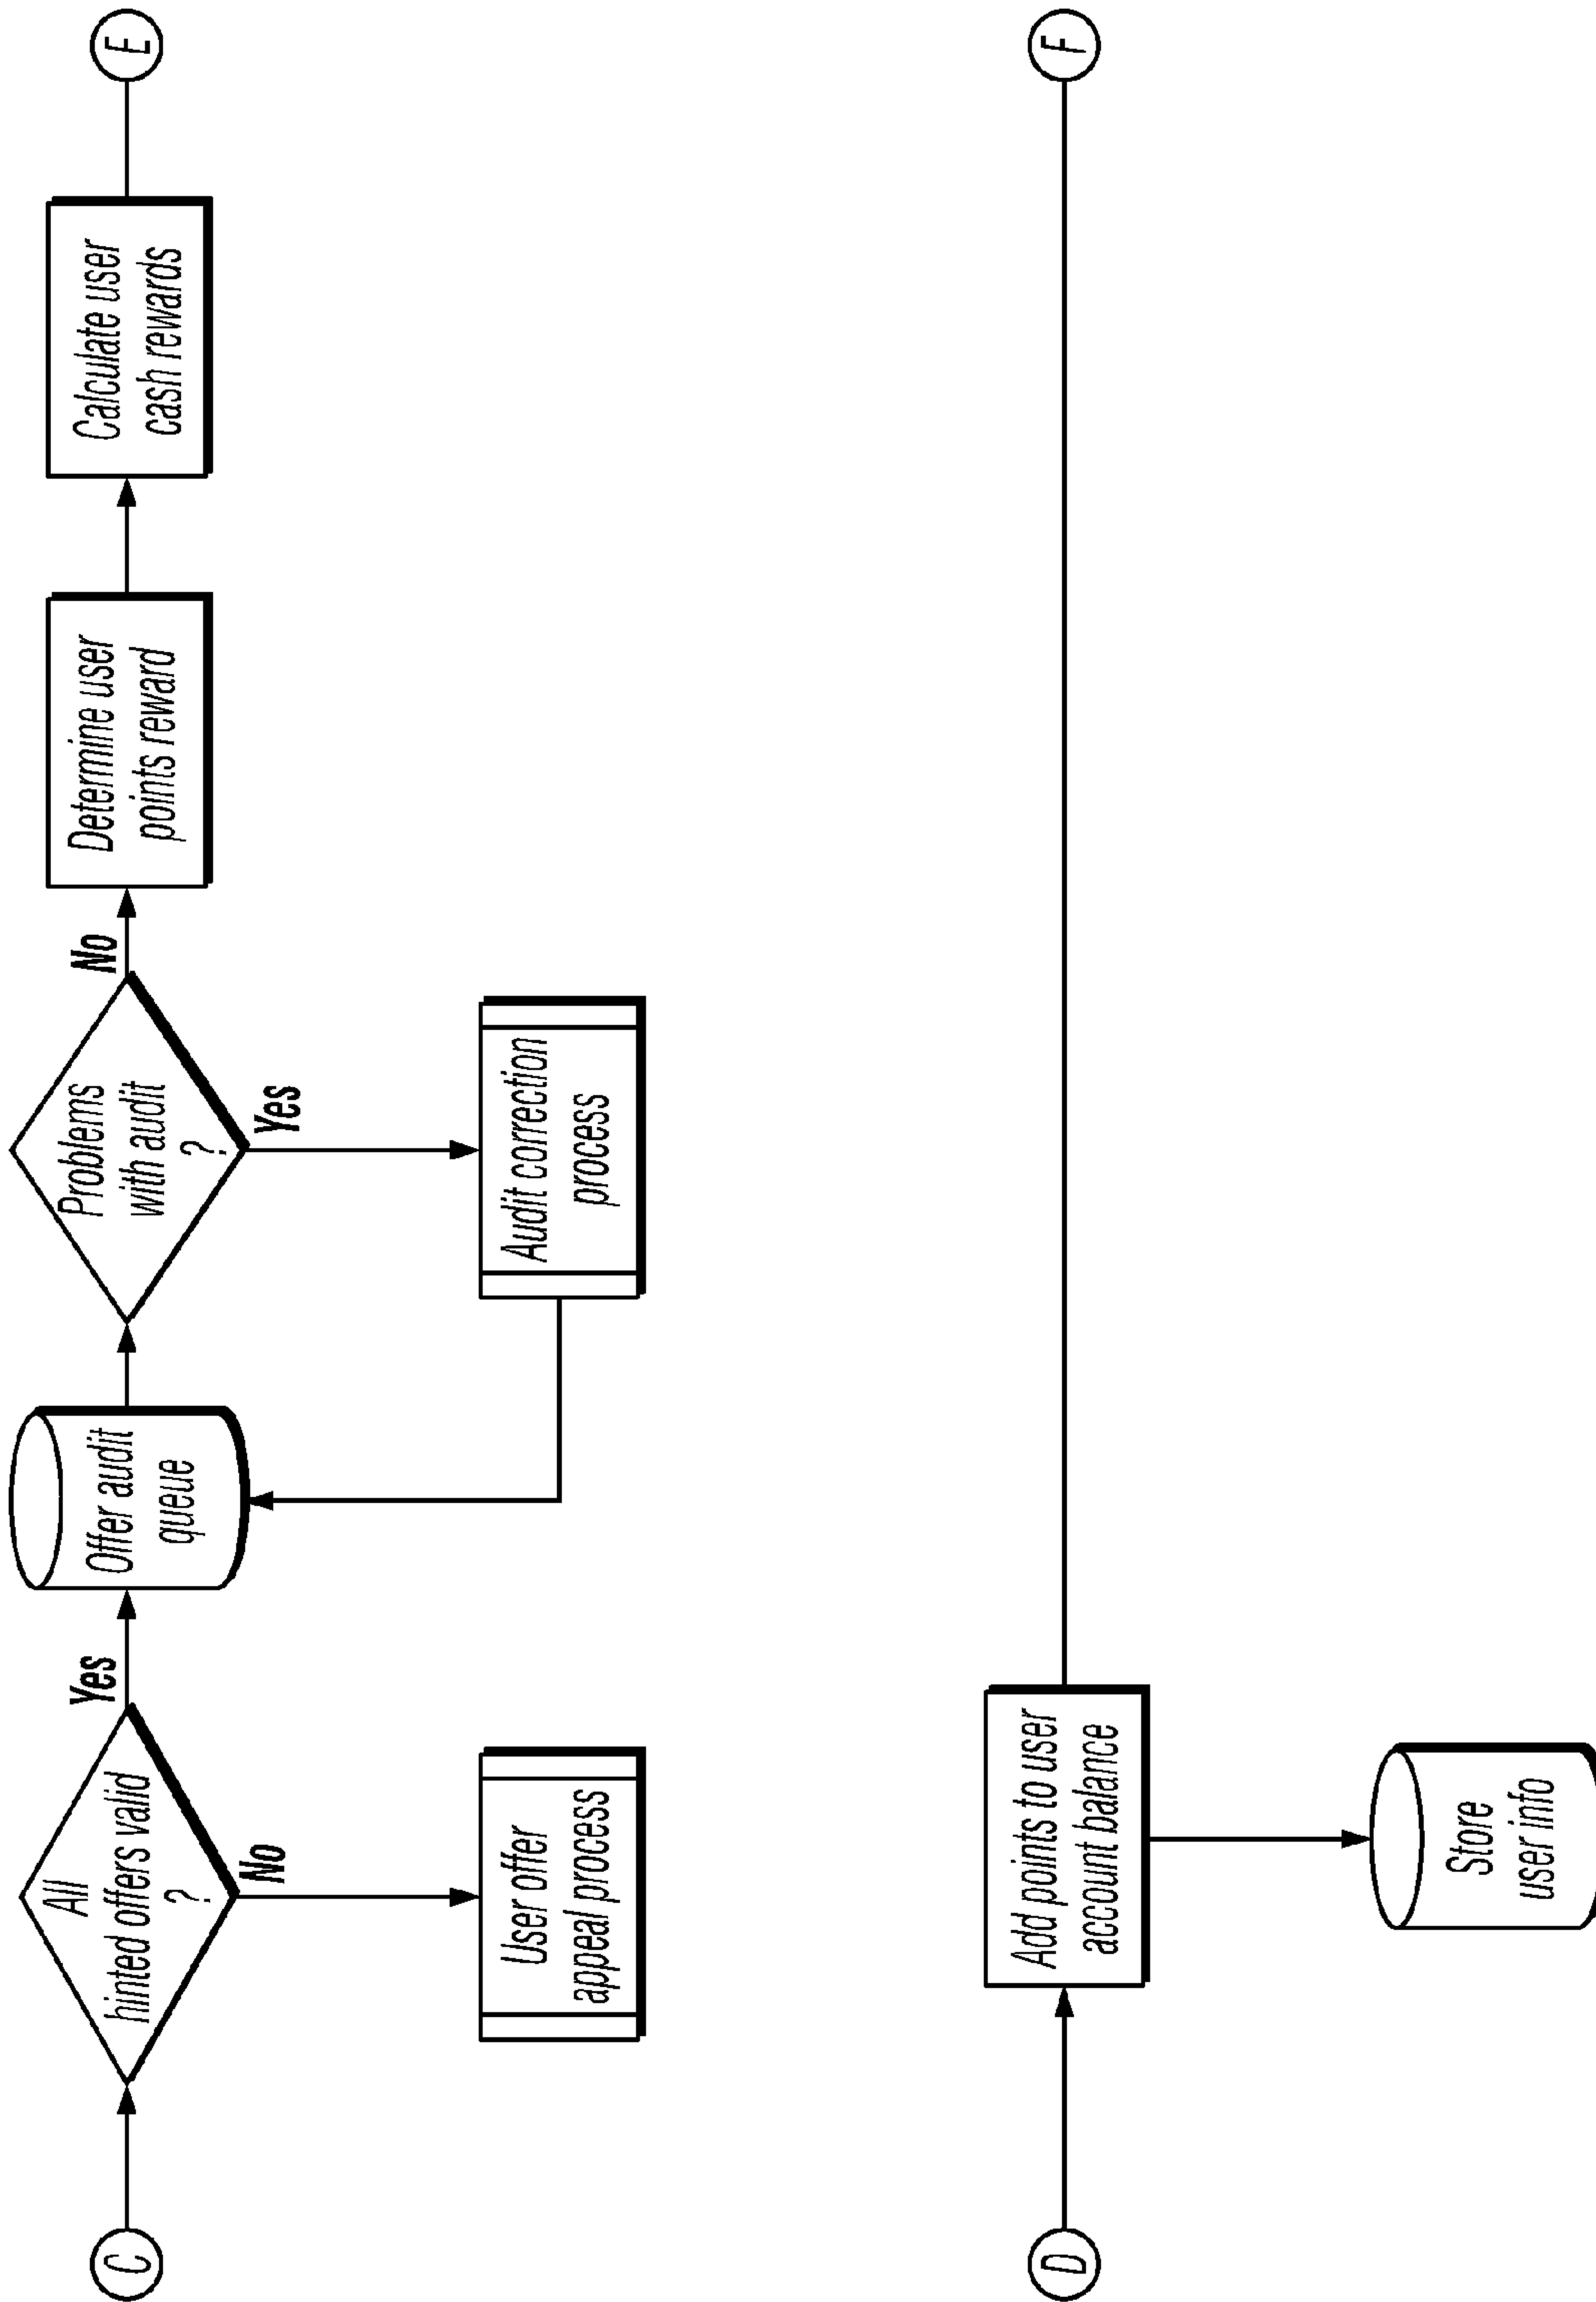 C
All
hinted offers valid
?
Yes
No
User offer
appeal process
Offer audit
queue
Problems
with audit
?
No
Yes
Audit correction
process
Determine user
points reward
Calculate user
cash rewards
E
D
Add points to user
account balance
Store
user info
F